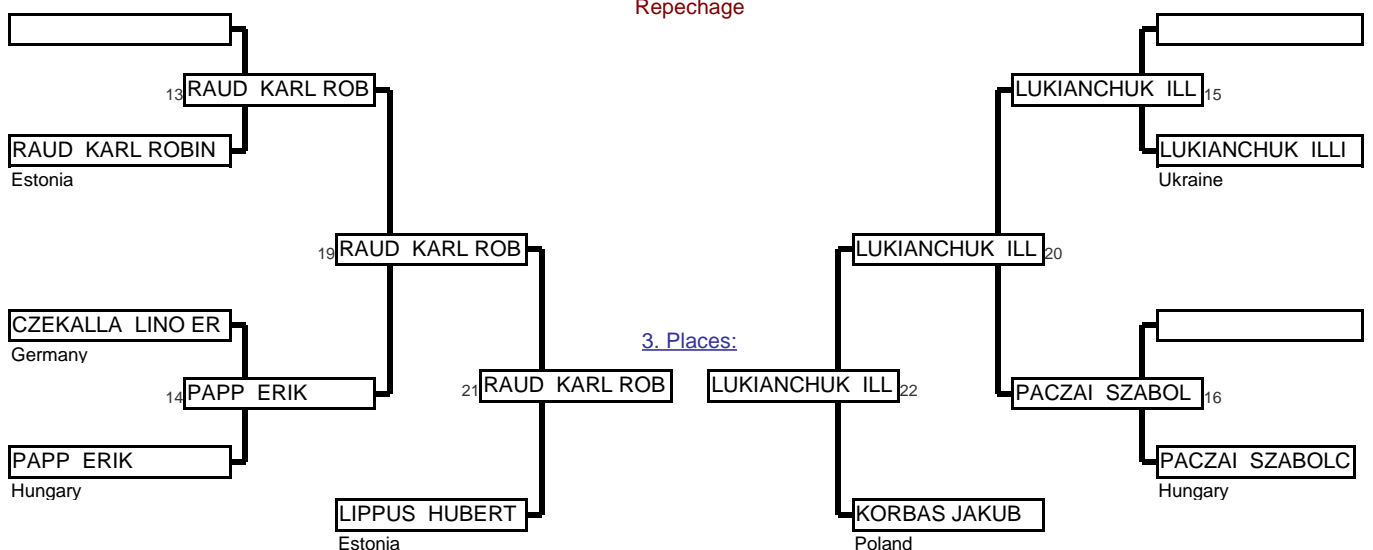 Repechage
13 RAUD KARL ROB
LUKIANCHUK ILL 15
RAUD KARL ROBIN
Estonia
LUKIANCHUK ILLI
Ukraine
19 RAUD KARL ROB
LUKIANCHUK ILL 20
CZEKALLA LINO ER
Germany
3. Places:
14 PAPP ERIK
21 RAUD KARL ROB
LUKIANCHUK ILL 22
PACZAI SZABOL 16
PAPP ERIK
Hungary
PACZAI SZABOLC
Hungary
LIPPUS HUBERT
Estonia
KORBAS JAKUB
Poland